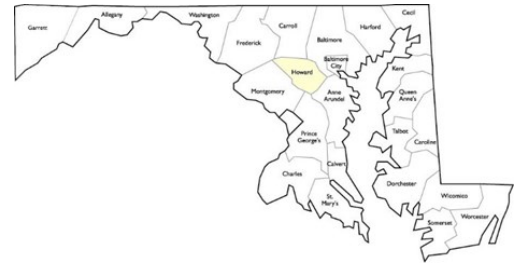 Garrett
Allegany
Washington
Frederick
Carroll
Baltimore
Harford
Cecil
Howard
Baltimore
City
Kent
Montgomery
Anne
Arundel
Queen
Anne's
Prince
George's
Talbot
Caroline
Calvert
Charles
St.
Mary's
Dorchester
Wicomico
Somerset
Worcester